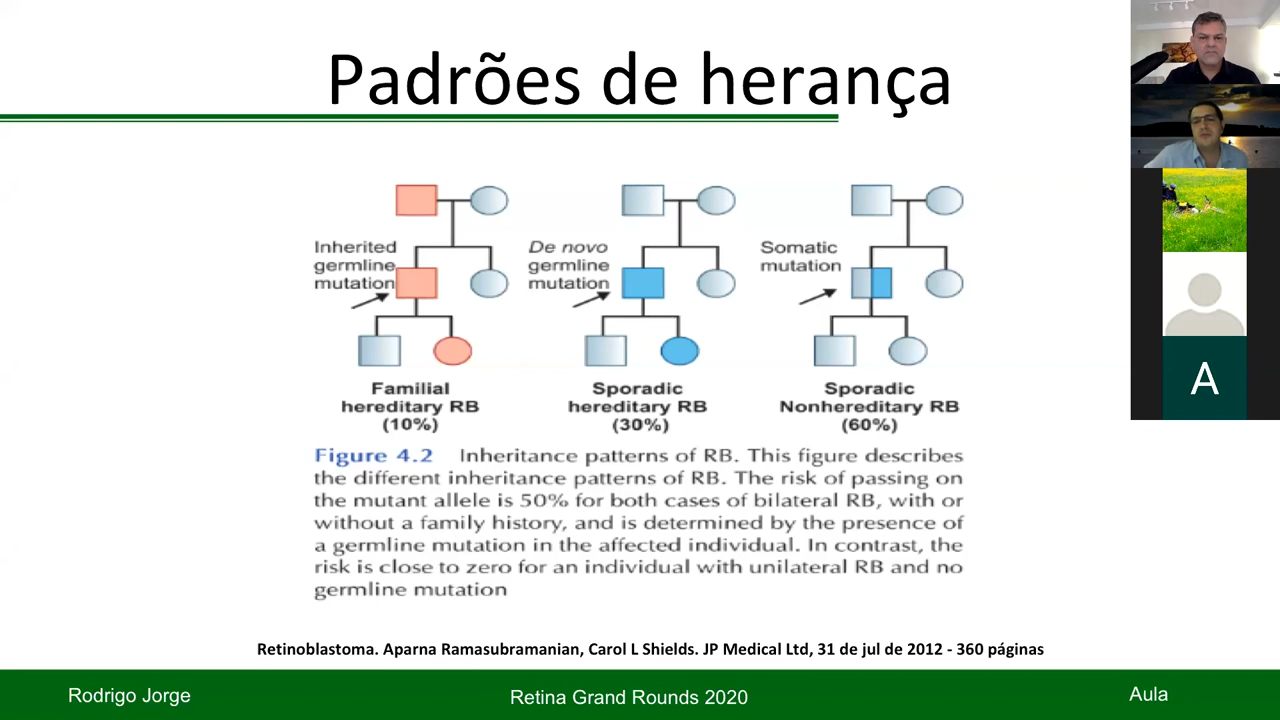 Padrões de herança
Inherited
germline
mutation
De novo
germline
mutation
Somatic
mutation
Familial
hereditary RB
(10%)
Sporadic
hereditary RB
(30%)
Sporadic
Nonhereditary RB
(60%)
Figure 4.2 Inheritance patterns of RB. This figure describes
the different inheritance patterns of RB. The risk of passing on
the mutant allele is 50% for both cases of bilateral RB, with or
without a family history, and is determined by the presence of
a germline mutation in the affected individual. In contrast, the
risk is close to zero for an individual with unilateral RB and no
germline mutation
Retinoblastoma. Aparna Ramasubramanian, Carol L Shields. JP Medical Ltd, 31 de jul de 2012 - 360 páginas
Rodrigo Jorge
Retina Grand Rounds 2020
Aula
A